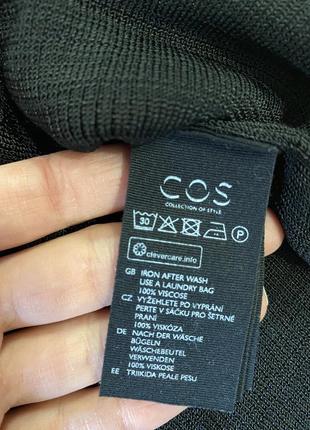 COS
COLLECTION OF STYLE
30 P
clevercare.info
GB IRON AFTER WASH
USE A LAUNDRY BAG
100% VISCOSE
CZ VYŽEHLETE PO VYPRÁNÍ
PERTE V SÁČKU PRO ŠETRNÉ
PRANÍ
100% VISKÓZA
DE NACH DER WÄSCHE
BÜGELN
WÄSCHEBEUTEL
VERWENDEN
100% VISKOSE
EE TRIIKIDA PEALE PESU